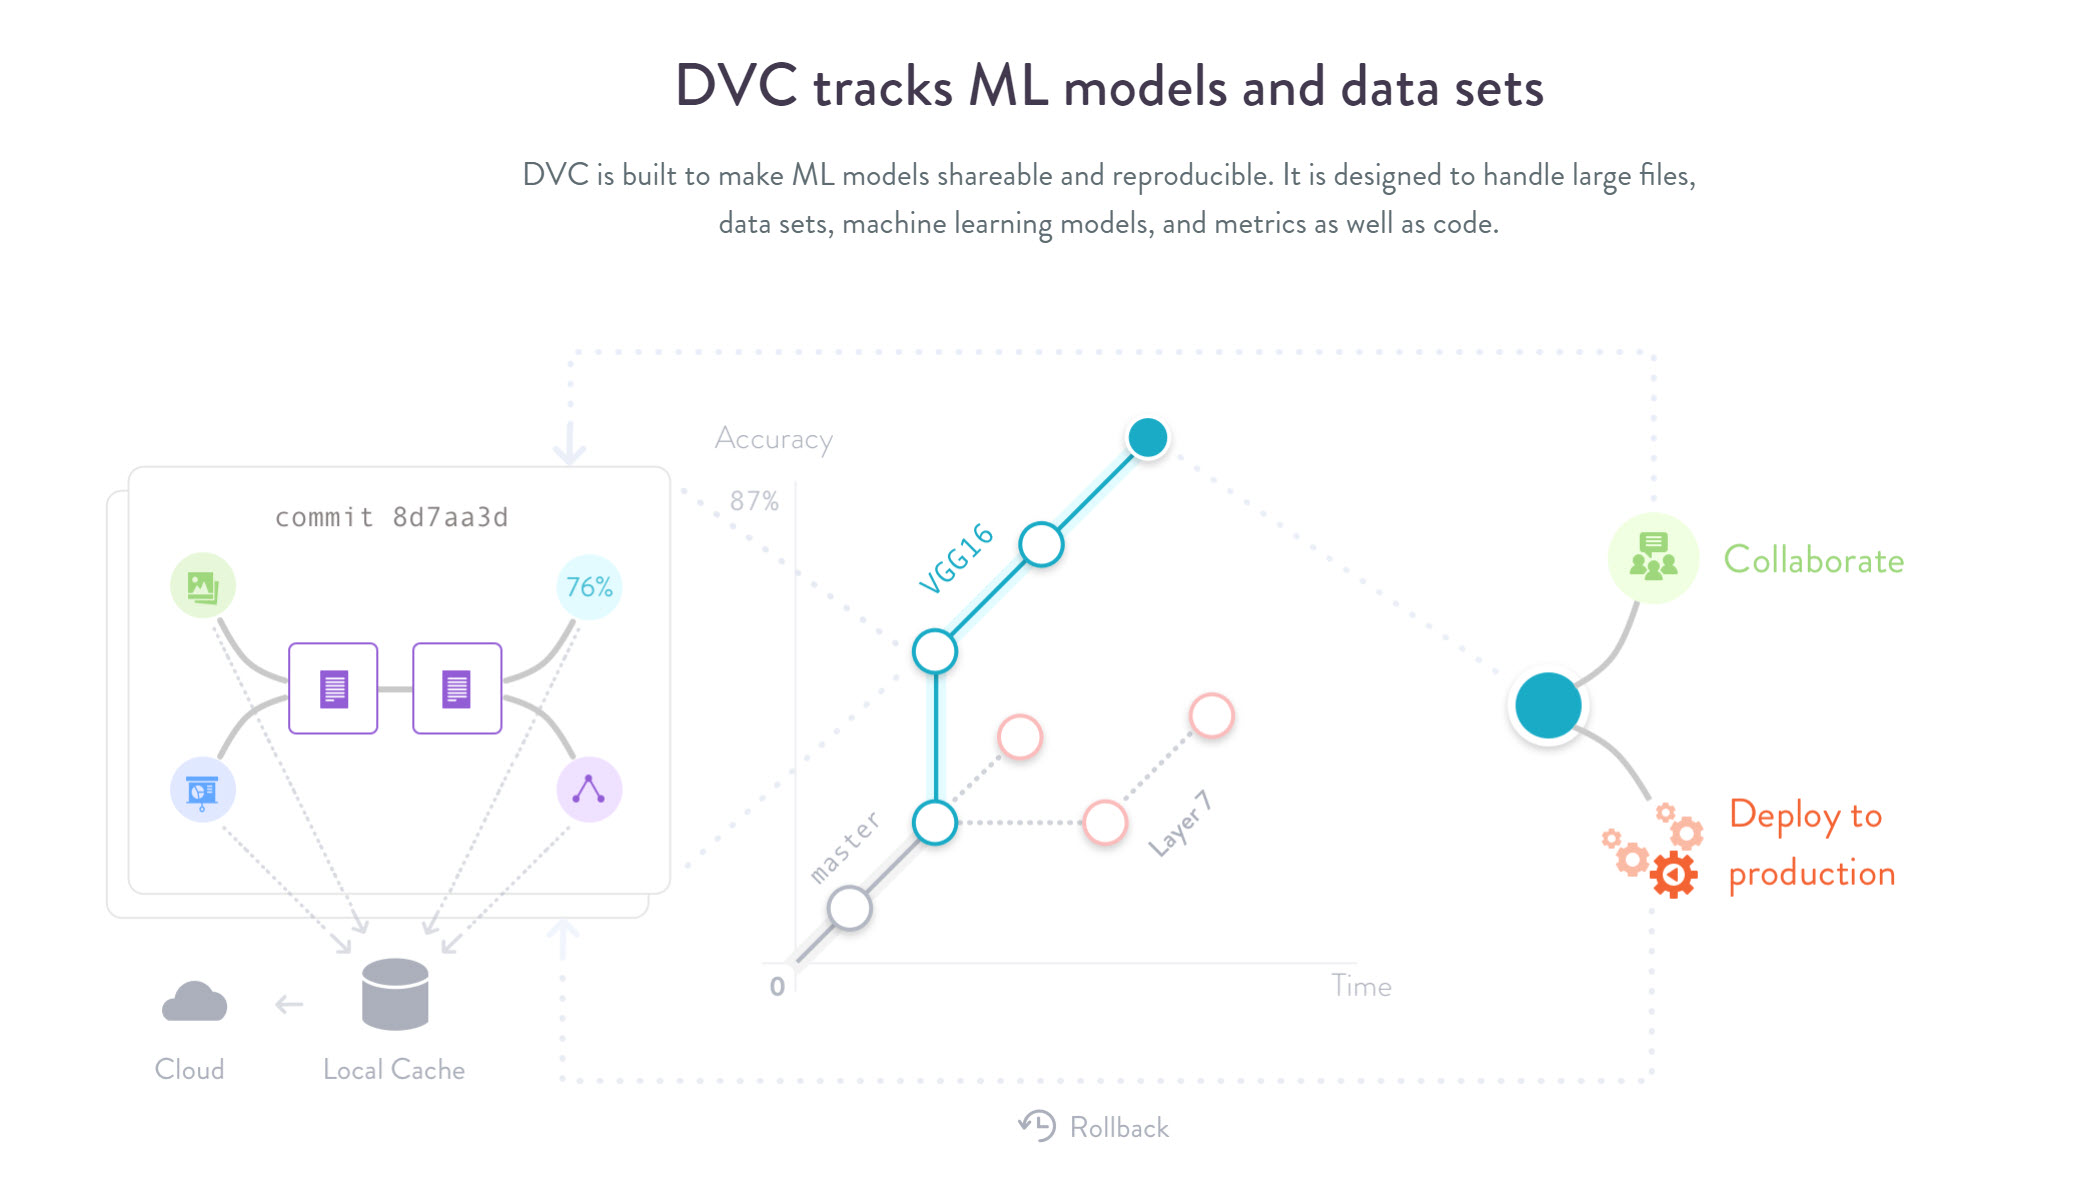 DVC tracks ML models and data sets
DVC is built to make ML models shareable and reproducible. It is designed to handle large files,
data sets, machine learning models, and metrics as well as code.
commit 8d7aa3d
76%
Cloud
Local Cache
Accuracy
87%
VGG16
master
Layer 7
0
Time
Collaborate
Deploy to
production
Rollback